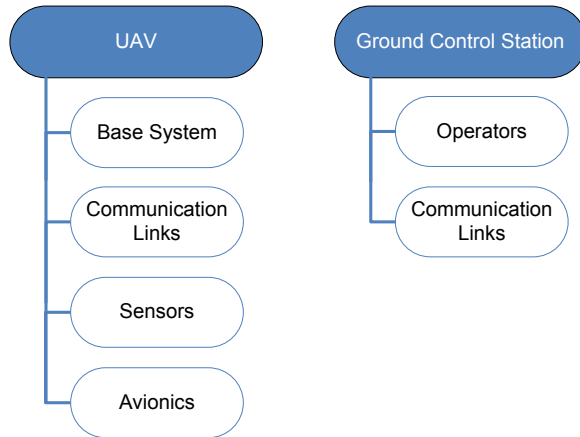 UAV
Base System
Communication
Links
Sensors
Avionics
Ground Control Station
Operators
Communication
Links